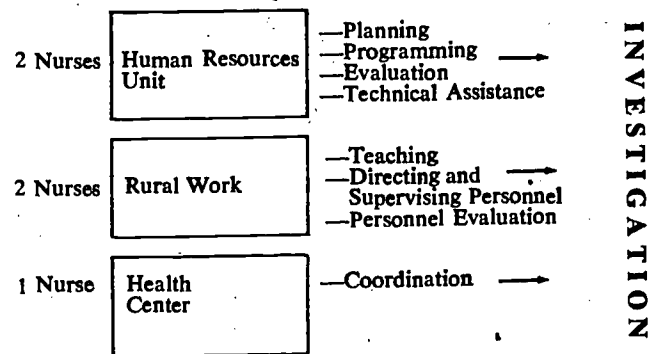 2 Nurses
Human Resources
Unit
—Planning
—Programming
—Evaluation
—Technical Assistance
2 Nurses
Rural Work
—Teaching
—Directing and
Supervising Personnel
—Personnel Evaluation
1 Nurse
Health
Center
—Coordination
INVESTIGATION